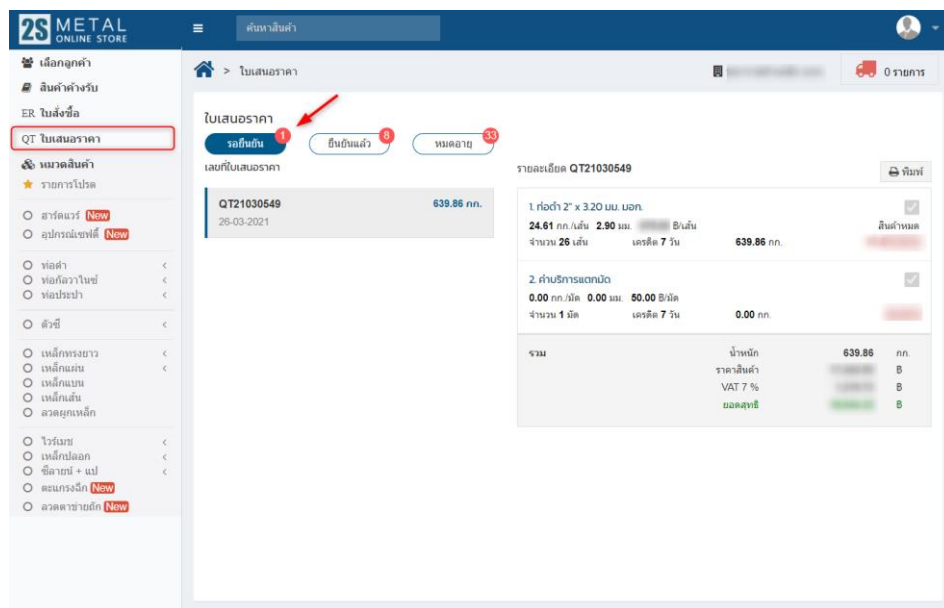 2S METAL
ONLINE STORE
ค้นหาสินค้า
เลือกลูกค้า
สินค้าค้างรับ
ER ใบสั่งซื้อ
QT ใบเสนอราคา
หมวดสินค้า
รายการโปรด
ฮาร์ดแวร์ New
อุปกรณ์เซฟตี้ New
ท่อดำ
ท่อกัลวาไนซ์
ท่อประปา
ตัวซี
เหล็กทรงยาว
เหล็กแผ่น
เหล็กแบน
เหล็กเส้น
ลวดผูกเหล็ก
ไวร์เมช
เหล็กปลอก
ซีลายน์ + แป
ตะแกรงฉีก New
ลวดตาข่ายถัก New
> ใบเสนอราคา
0 รายการ
ใบเสนอราคา
รอยืนยัน 1 ยืนยันแล้ว 8 หมดอายุ 33
เลขที่ใบเสนอราคา
QT21030549 639.86 กก.
26-03-2021
รายละเอียด QT21030549 พิมพ์
1. ท่อดำ 2" x 3.20 มม. มอก.
24.61 กก./เส้น 2.90 มม. B/เส้น สินค้าหมด
จำนวน 26 เส้น เครดิต 7 วัน 639.86 กก.
2. ค่าบริการแตกมัด
0.00 กก./มัด 0.00 มม. 50.00 B/มัด
จำนวน 1 มัด เครดิต 7 วัน 0.00 กก.
รวม น้ำหนัก 639.86 กก.
ราคาสินค้า B
VAT 7 % B
ยอดสุทธิ B